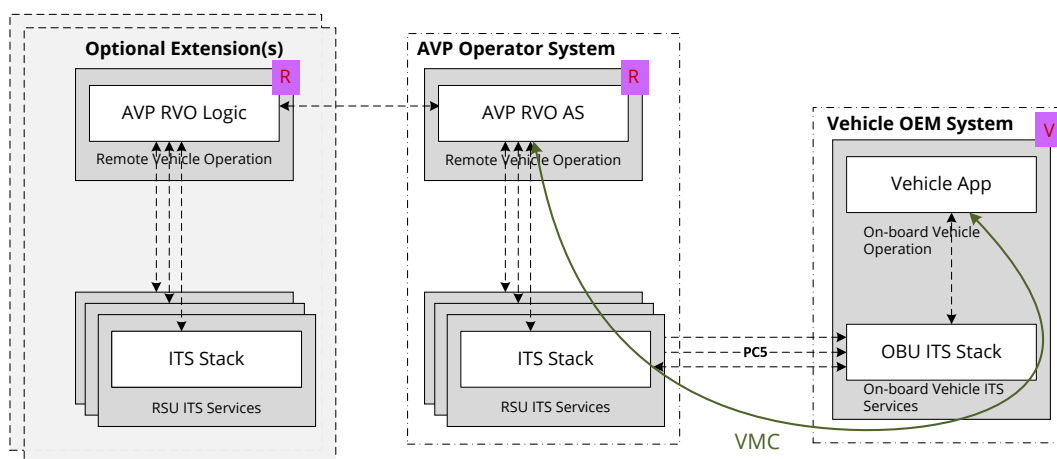 Optional Extension(s)
R
AVP RVO Logic
Remote Vehicle Operation
ITS Stack
RSU ITS Services
AVP Operator System
R
AVP RVO AS
Remote Vehicle Operation
ITS Stack
RSU ITS Services
PC5
VMC
Vehicle OEM System
V
Vehicle App
On-board Vehicle
Operation
OBU ITS Stack
On-board Vehicle ITS
Services